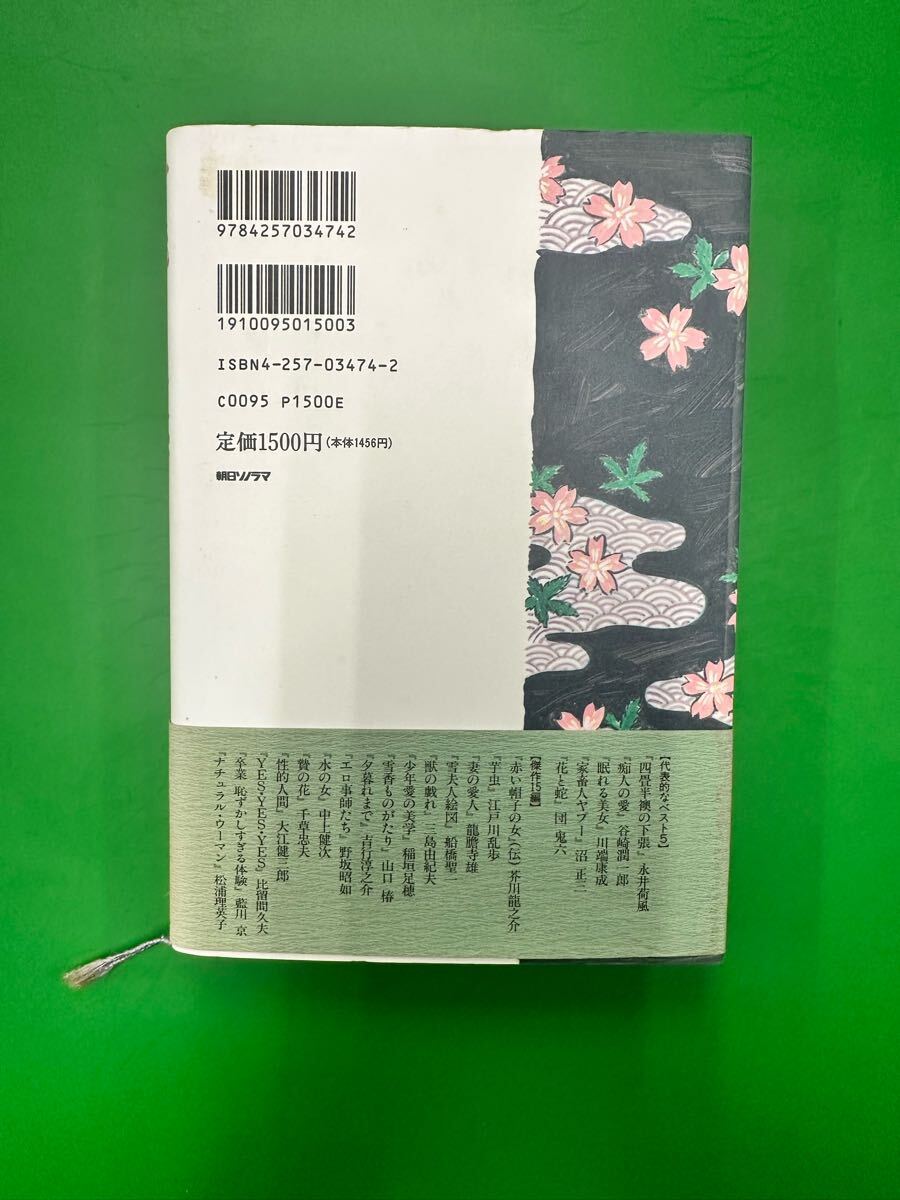 9784257034742
1910095015003
ISBN4-257-03474-2
C0095 P1500E
定価1500円(本体1456円)
朝日ソノラマ
【代表的なベスト5】
『四畳半襖の下張』永井荷風
『痴人の愛』谷崎潤一郎
『眠れる美女』川端康成
『家畜人ヤプー』沼 正三
『花と蛇』団 鬼六
【傑作15編】
『赤い帽子の女』(伝)芥川龍之介
『芋虫』江戸川乱歩
『妻の愛人』龍膽寺雄
『雪夫人絵図』船橋聖一
『獣の戯れ』三島由紀夫
『少年愛の美学』稲垣足穂
『雪香ものがたり』山口 椿
『夕暮れまで』吉行淳之介
『エロ事師たち』野坂昭如
『水の女』中上健次
『贄の花』千草忠夫
『性的人間』大江健三郎
『YES・YES・YES』比留間久夫
『卒業 恥ずかしすぎる体験』藍川 京
『ナチュラル・ウーマン』松浦理英子